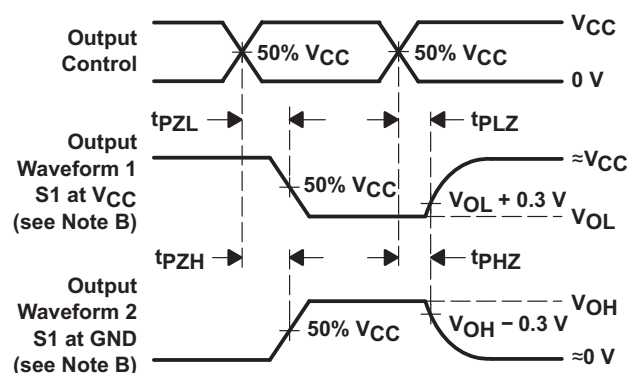 Output
Control
50% VCC
50% VCC
VCC
0 V
tPZL
tPLZ
Output
Waveform 1
S1 at VCC
(see Note B)
50% VCC
≈VCC
VOL + 0.3 V
VOL
tPZH
tPHZ
Output
Waveform 2
S1 at GND
(see Note B)
50% VCC
VOH
VOH − 0.3 V
≈0 V